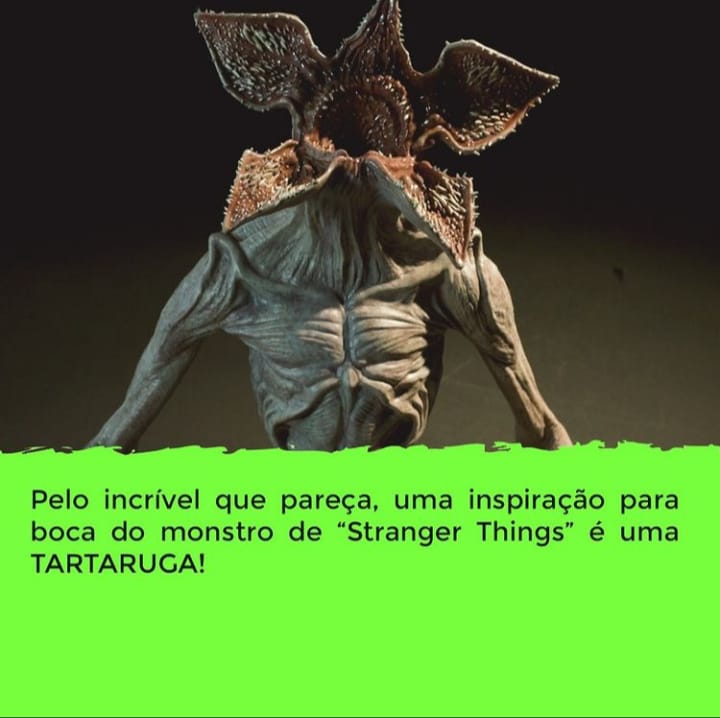 Pelo incrível que pareça, uma inspiração para
boca do monstro de “Stranger Things” é uma
TARTARUGA!